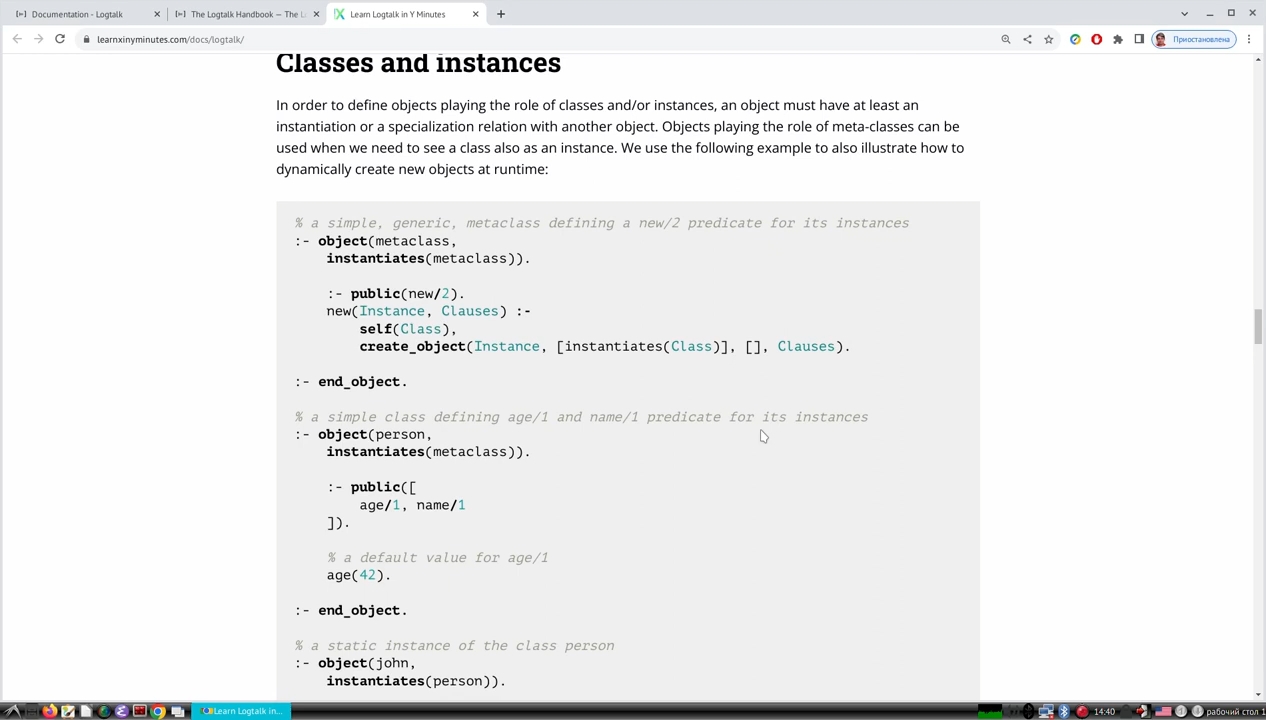 Documentation - Logtalk
The Logtalk Handbook — The L
Learn Logtalk in Y Minutes
learnxinyminutes.com/docs/logtalk/
Приостановлена
Classes and instances
In order to define objects playing the role of classes and/or instances, an object must have at least an
instantiation or a specialization relation with another object. Objects playing the role of meta-classes can be
used when we need to see a class also as an instance. We use the following example to also illustrate how to
dynamically create new objects at runtime:
% a simple, generic, metaclass defining a new/2 predicate for its instances
:- object(metaclass,
    instantiates(metaclass)).
    :- public(new/2).
    new(Instance, Clauses) :-
        self(Class),
        create_object(Instance, [instantiates(Class)], [], Clauses).
:- end_object.
% a simple class defining age/1 and name/1 predicate for its instances
:- object(person,
    instantiates(metaclass)).
    :- public([
        age/1, name/1
    ]).
    % a default value for age/1
    age(42).
:- end_object.
% a static instance of the class person
:- object(john,
    instantiates(person)).
Learn Logtalk in...
14:40
рабочий стол 1